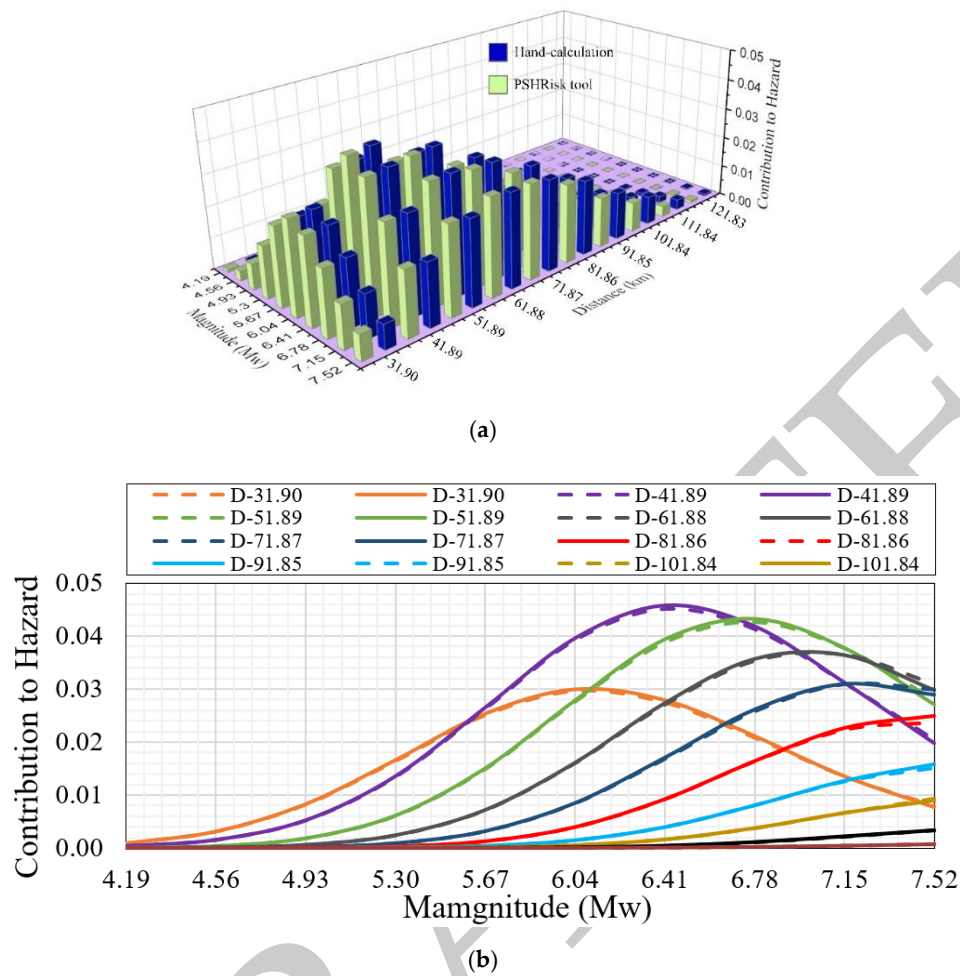 Hand-calculation
PSHRisk tool
0.05
0.04
0.03
0.02
0.01
0.00
Contribution to Hazard
4.19
4.56
4.93
5.3
5.67
6.04
6.41
6.78
7.15
7.52
Magnitude (Mw)
31.90
41.89
51.89
61.88
71.87
81.86
91.85
101.84
111.84
121.83
Distance (km)
(a)
D-31.90 D-31.90 D-41.89 D-41.89
D-51.89 D-51.89 D-61.88 D-61.88
D-71.87 D-71.87 D-81.86 D-81.86
D-91.85 D-91.85 D-101.84 D-101.84
0.05
0.04
0.03
0.02
0.01
0.00
Contribution to Hazard
4.19 4.56 4.93 5.30 5.67 6.04 6.41 6.78 7.15 7.52
Mamgnitude (Mw)
(b)